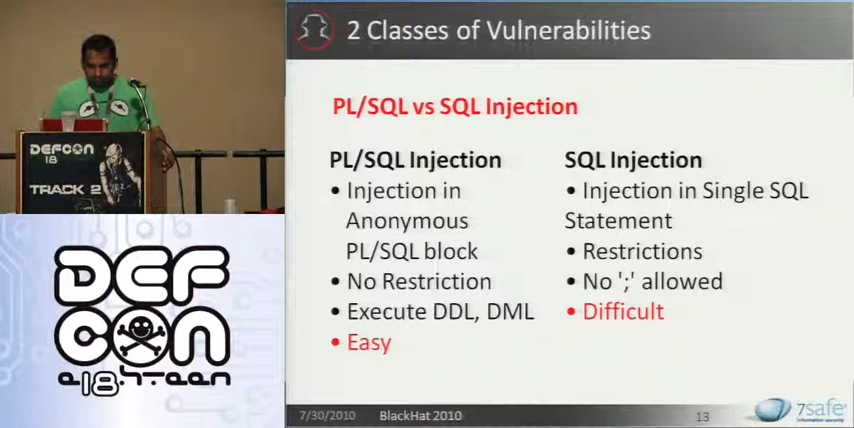 DEFCON
18
TRACK 2
DEF
CON
e18hteen
2 Classes of Vulnerabilities
PL/SQL vs SQL Injection
PL/SQL Injection
• Injection in
Anonymous
PL/SQL block
• No Restriction
• Execute DDL, DML
• Easy
SQL Injection
• Injection in Single SQL
Statement
• Restrictions
• No ';' allowed
• Difficult
7/30/2010
BlackHat 2010
13
7safe
information security